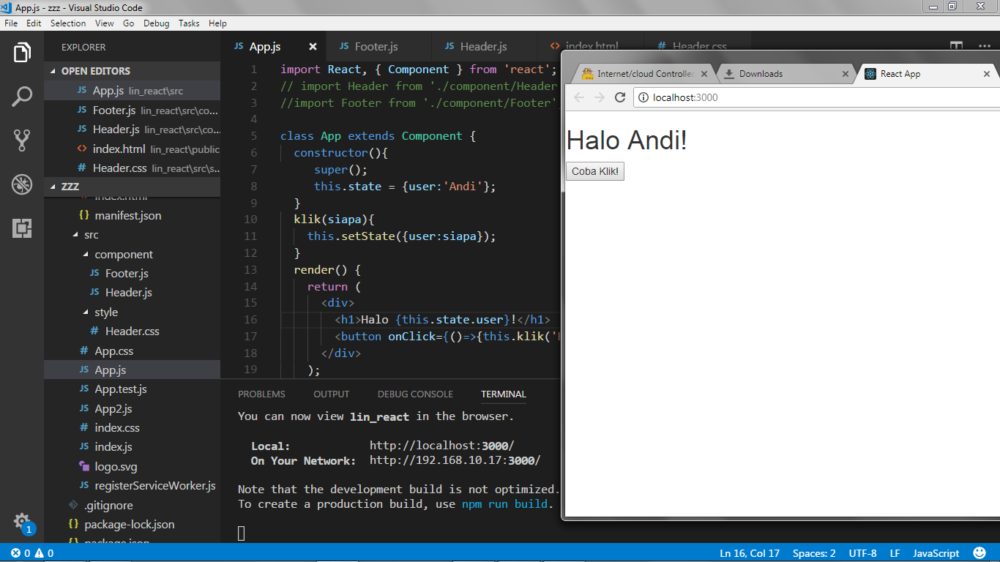 App.js - zzz - Visual Studio Code
File Edit Selection View Go Debug Tasks Help
EXPLORER
OPEN EDITORS
JS App.js lin_react\src
JS Footer.js lin_react\src\co...
JS Header.js lin_react\src\co...
<> index.html lin_react\public
# Header.css lin_react\src\s...
ZZZ
index.html
{} manifest.json
src
component
JS Footer.js
JS Header.js
style
# Header.css
# App.css
JS App.js
JS App.test.js
JS App2.js
# index.css
JS index.js
logo.svg
JS registerServiceWorker.js
.gitignore
{} package-lock.json
package.json
1
JS App.js JS Footer.js JS Header.js <> index.html # Header.css
1 import React, { Component } from 'react';
2 // import Header from './component/Header
3 //import Footer from './component/Footer'
4
5 class App extends Component {
6 constructor(){
7 super();
8 this.state = {user:'Andi'};
9 }
10 klik(siapa){
11 this.setState({user:siapa});
12 }
13 render() {
14 return (
15 <div>
16 <h1>Halo {this.state.user}!</h1>
17 <button onClick={()=>{this.klik('
18 </div>
19 );
PROBLEMS OUTPUT DEBUG CONSOLE TERMINAL
You can now view lin_react in the browser.
Local: http://localhost:3000/
On Your Network: http://192.168.10.17:3000/
Note that the development build is not optimized.
To create a production build, use npm run build.
Internet/cloud Controlle Downloads React App
localhost:3000
Halo Andi!
Coba Klik!
0 0 Ln 16, Col 17 Spaces: 2 UTF-8 LF JavaScript